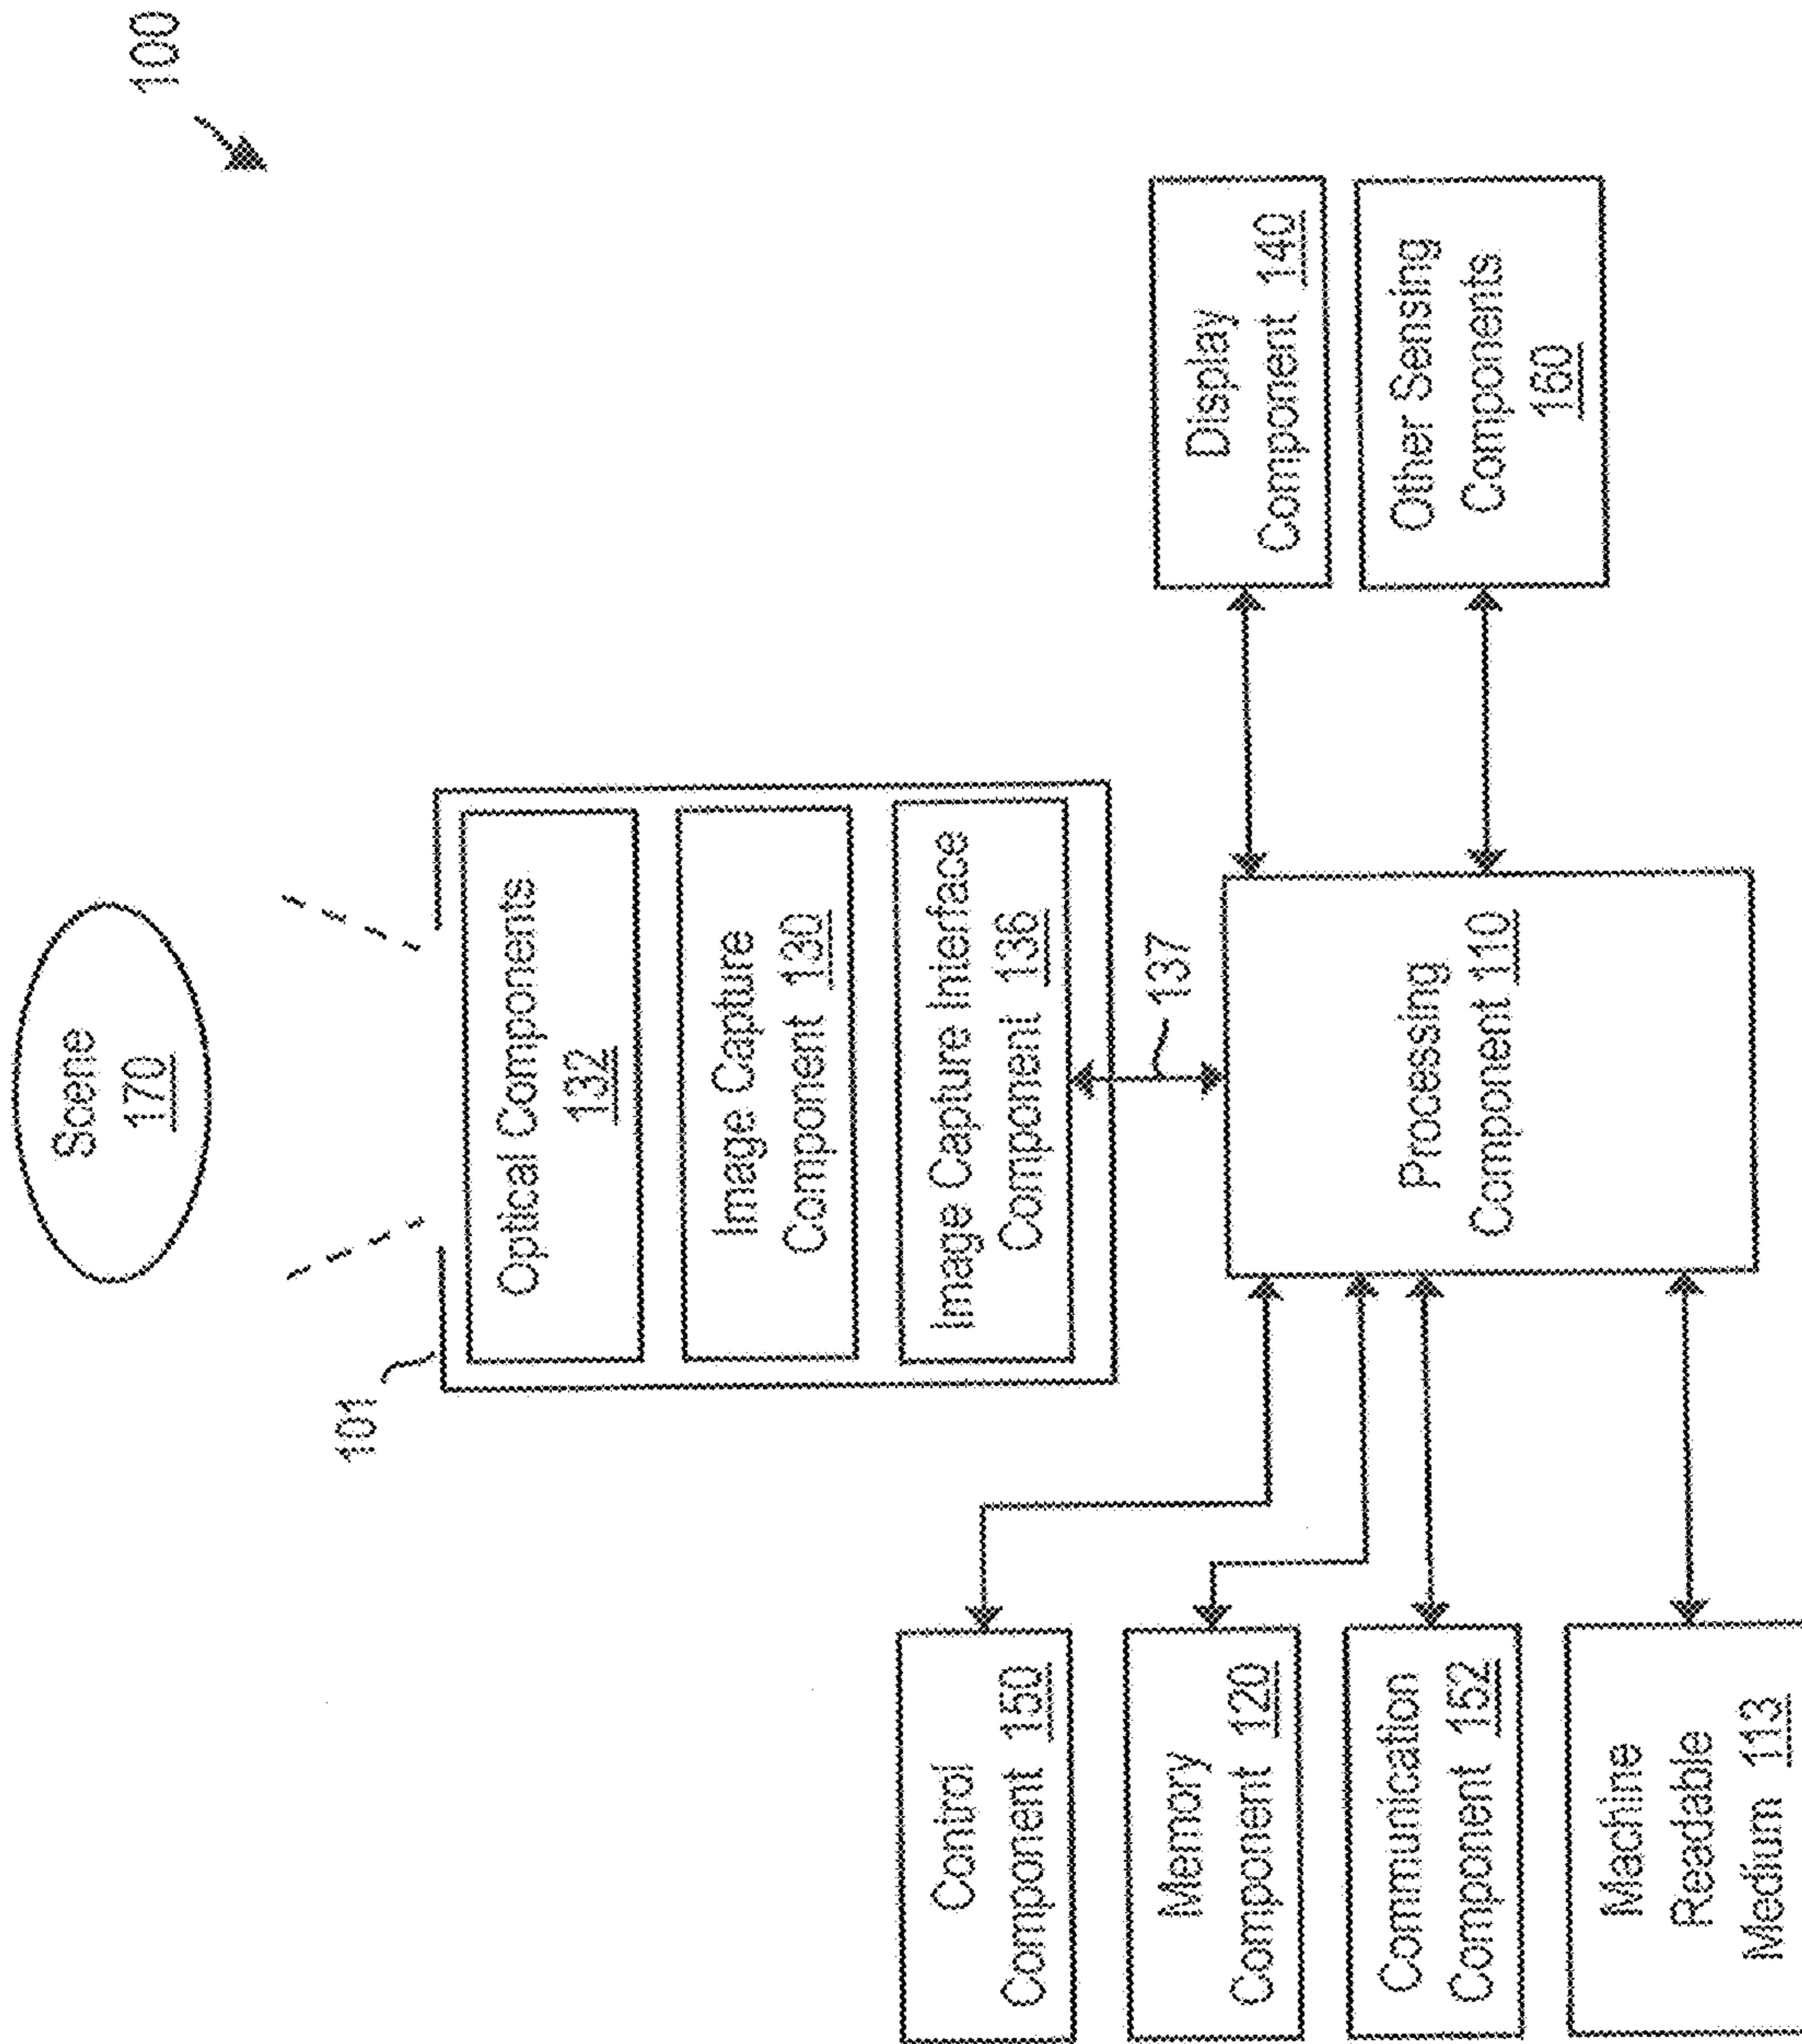 100
Scene
170
101
Optical Components
132
Image Capture
Component 130
Image Capture Interface
Component 136
137
Control
Component 150
Memory
Component 120
Communication
Component 152
Machine
Readable
Medium 113
Processing
Component 110
Display
Component 140
Other Sensing
Components
160